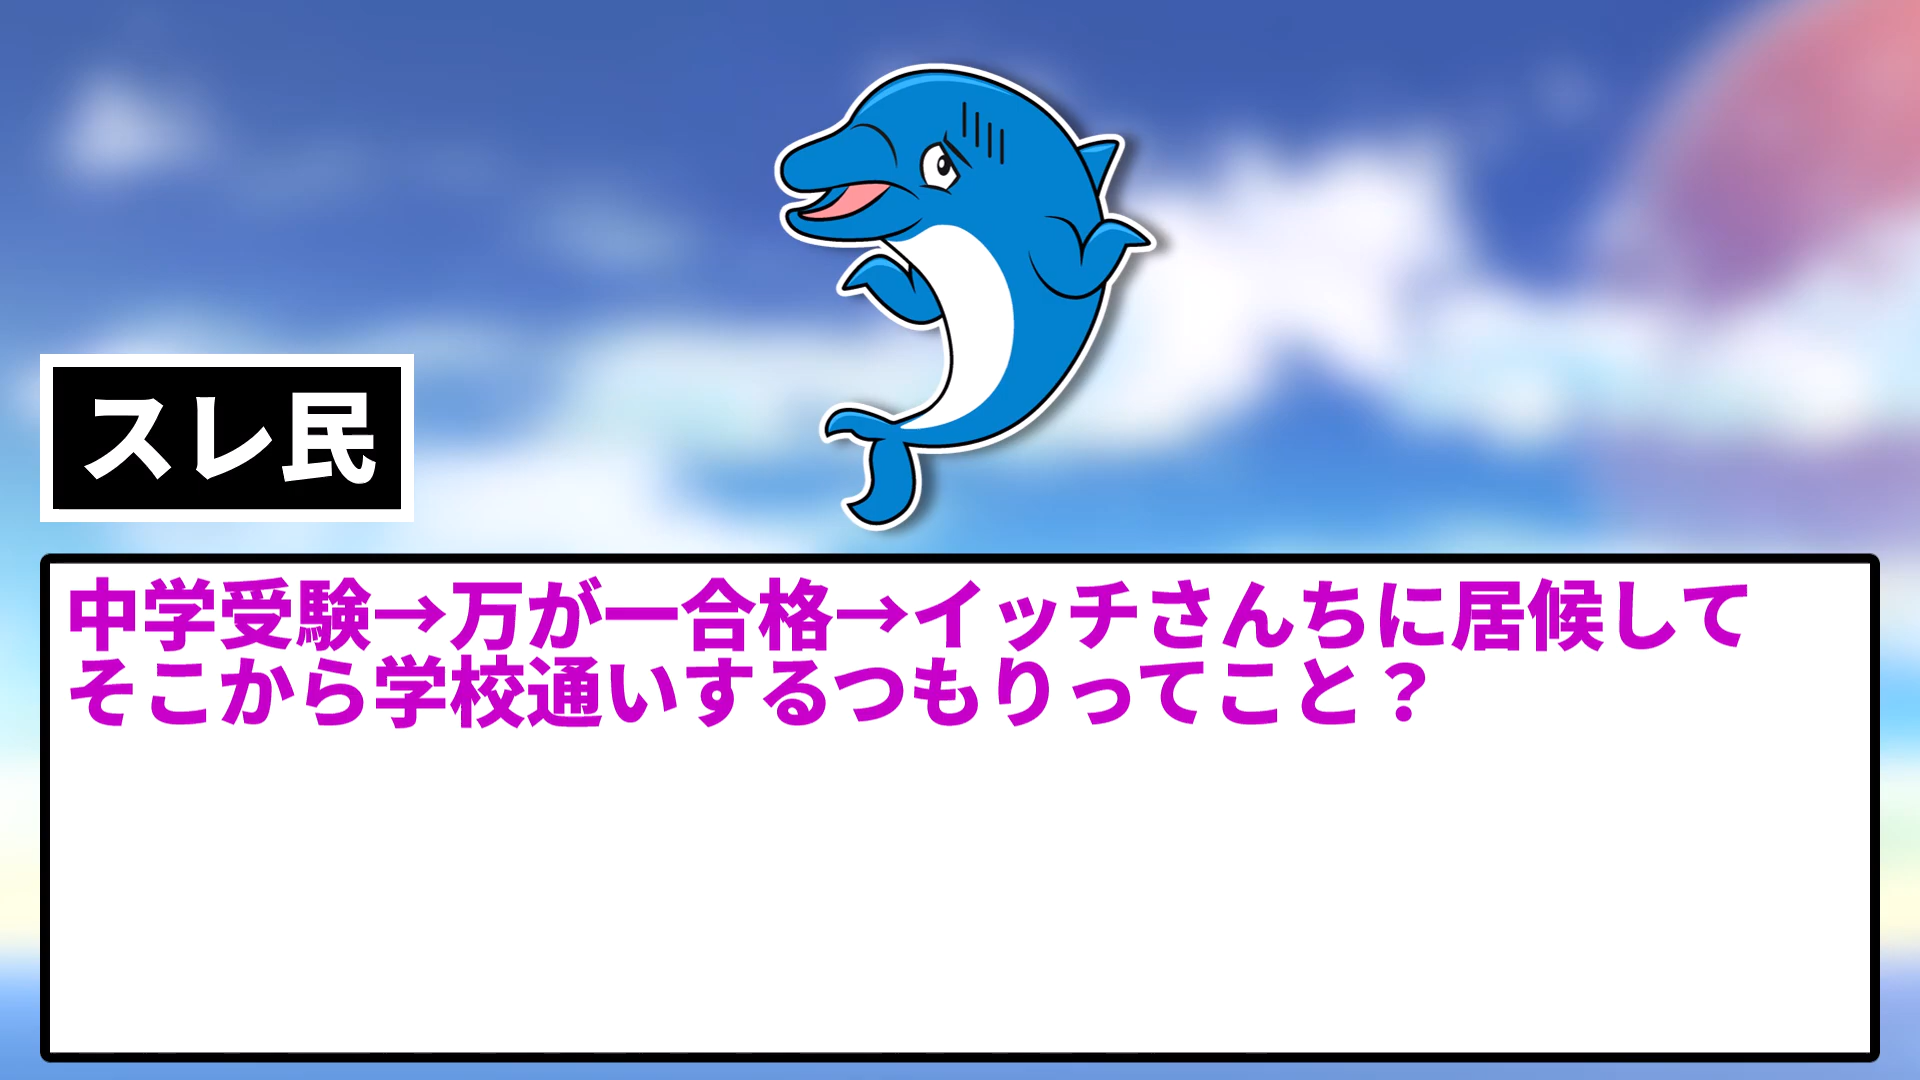 スレ民
中学受験→万が一合格→イッチさんちに居候して
そこから学校通いするつもりってこと？